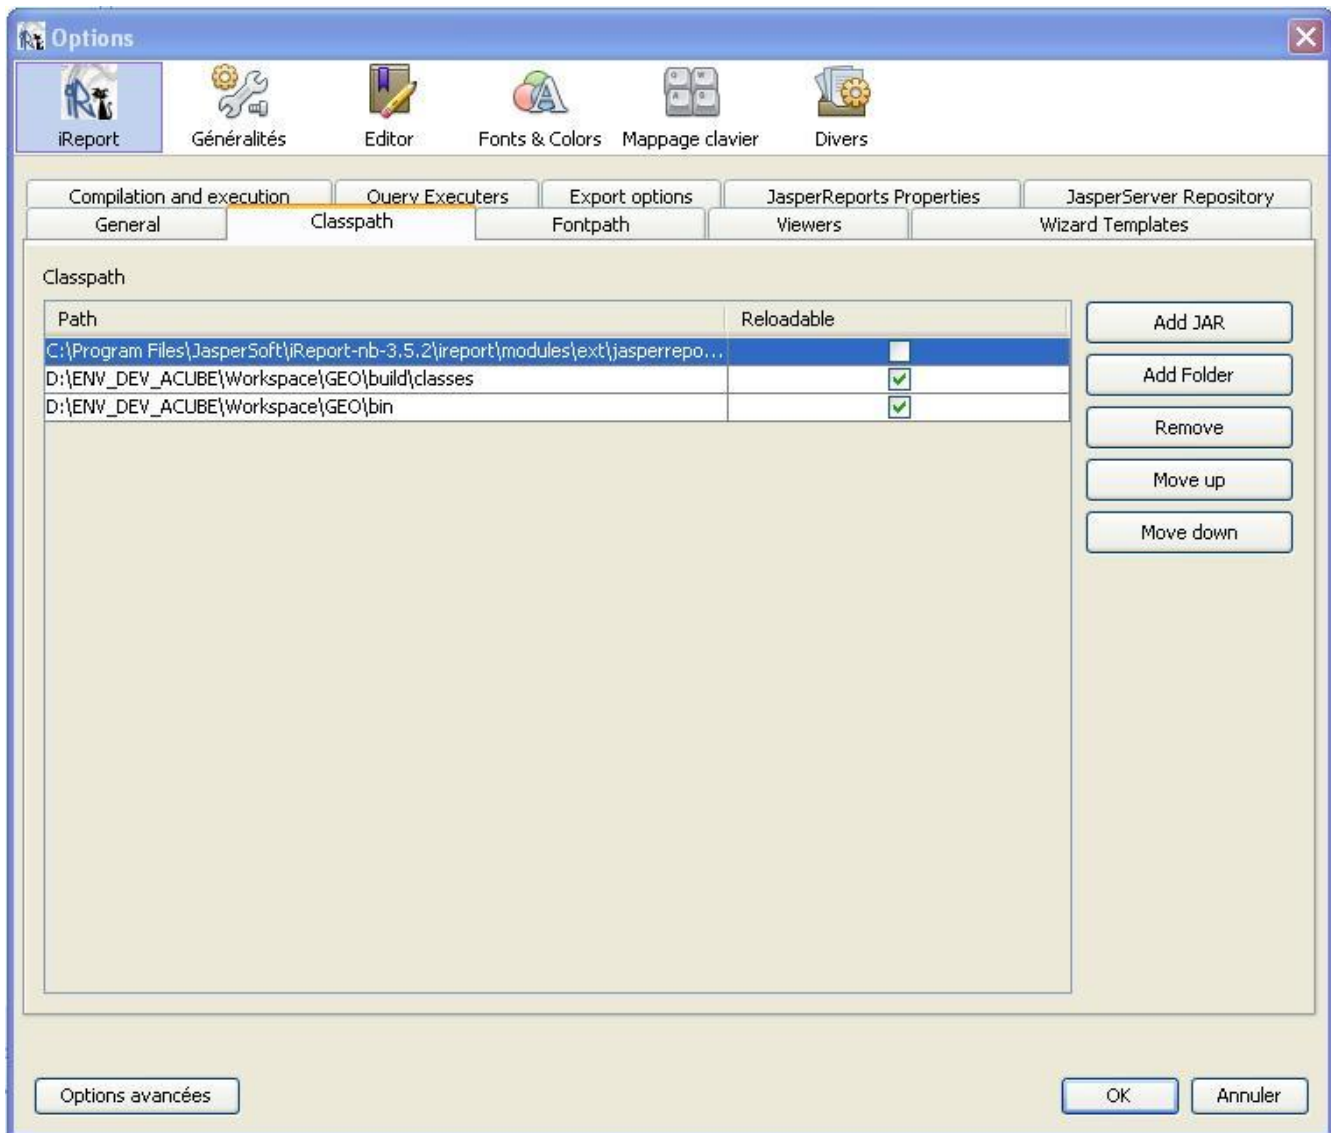 Options
iReport Généralités Editor Fonts & Colors Mappage clavier Divers
Compilation and execution Query Executers Export options JasperReports Properties JasperServer Repository
General Classpath Fontpath Viewers Wizard Templates
Classpath
Path Reloadable
C:\Program Files\JasperSoft\iReport-nb-3.5.2\ireport\modules\ext\jasperrepo...
D:\ENV_DEV_ACUBE\Workspace\GEO\build\classes
D:\ENV_DEV_ACUBE\Workspace\GEO\bin
Add JAR
Add Folder
Remove
Move up
Move down
Options avancées OK Annuler